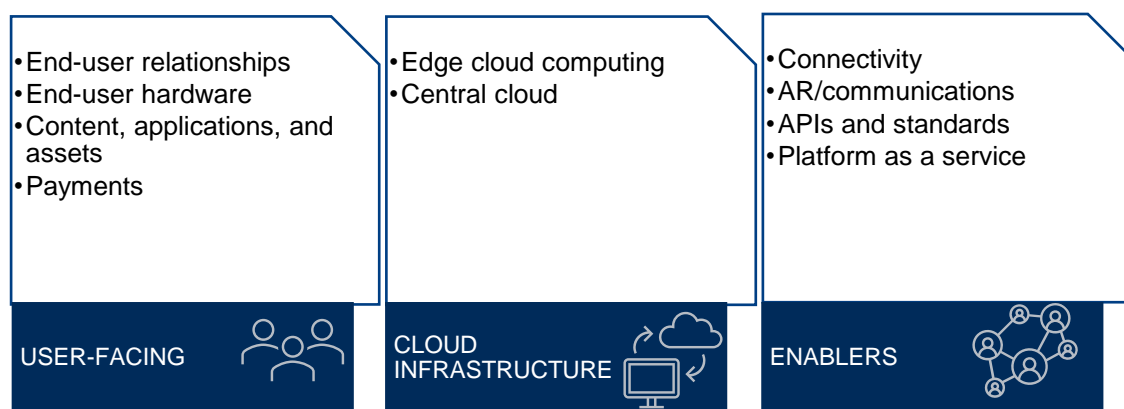 •End-user relationships
•End-user hardware
•Content, applications, and
assets
•Payments
USER-FACING
•Edge cloud computing
•Central cloud
CLOUD
INFRASTRUCTURE
•Connectivity
•AR/communications
•APIs and standards
•Platform as a service
ENABLERS